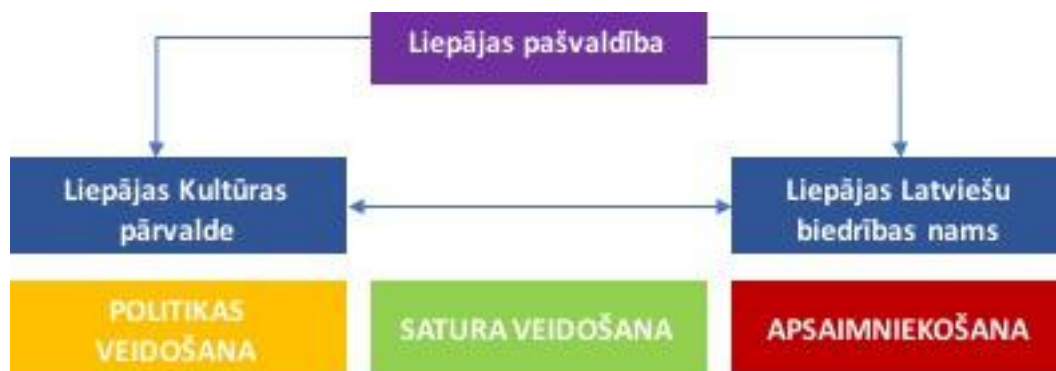 Liepājas pašvaldība
Liepājas Kultūras
pārvalde
Liepājas Latviešu
biedrības nams
POLITIKAS
VEIDOŠANA
SATURA VEIDOŠANA
APSAIMNIEKOŠANA